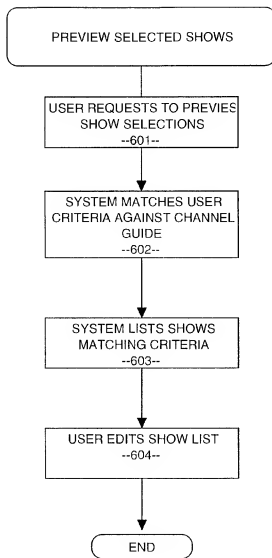 PREVIEW SELECTED SHOWS
USER REQUESTS TO PREVIES
SHOW SELECTIONS
--601--
SYSTEM MATCHES USER
CRITERIA AGAINST CHANNEL
GUIDE
--602--
SYSTEM LISTS SHOWS
MATCHING CRITERIA
--603--
USER EDITS SHOW LIST
--604--
END